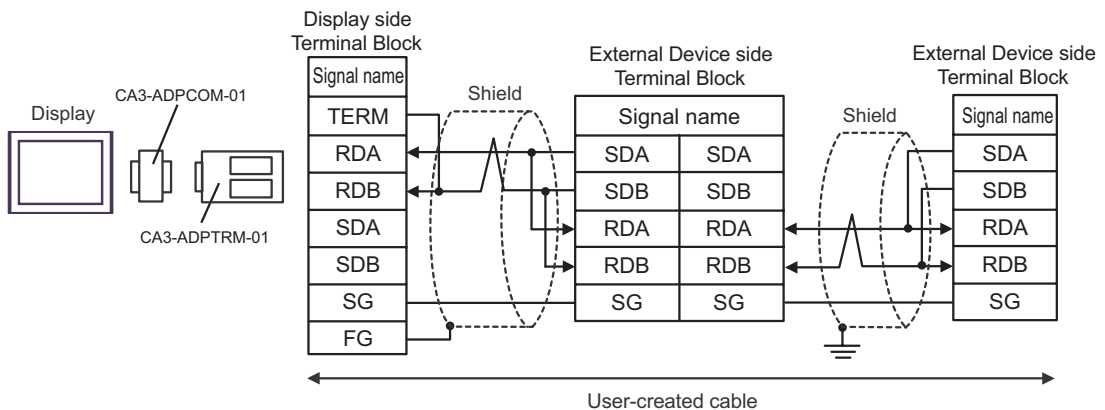 Display side
Terminal Block
External Device side
Terminal Block
External Device side
Terminal Block
Signal name
CA3-ADPCOM-01
Shield
Display
TERM
Signal name
Shield
Signal name
RDA
SDA SDA
SDA
RDB
SDB SDB
SDB
SDA
RDA RDA
RDA
CA3-ADPTRM-01
SDB
RDB RDB
RDB
SG
SG SG
SG
FG
User-created cable